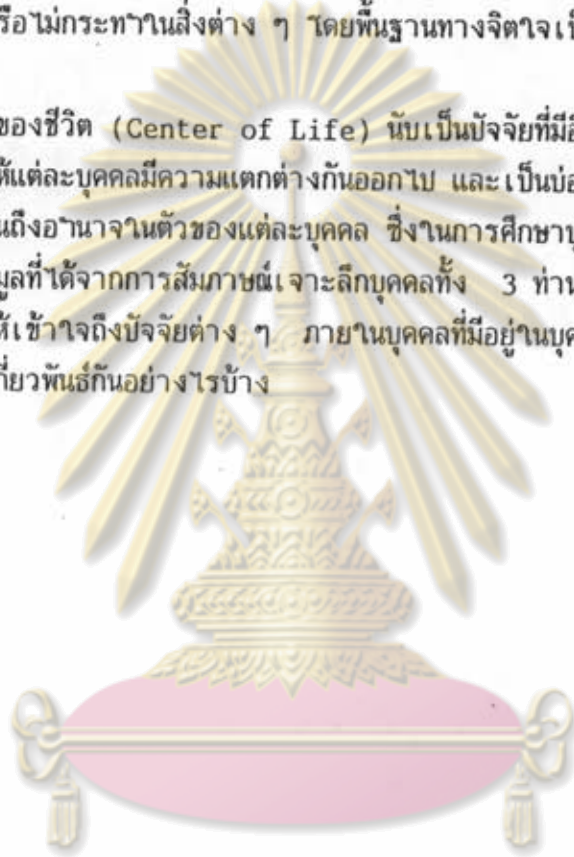 รือไม่กระทำในสิ่งต่าง ๆ โดยพื้นฐานทางจิตใจเป็
ของชีวิต (Center of Life) นับเป็นปัจจัยที่มีอิ
ห้แต่ละบุคคลมีความแตกต่างกันออกไป และเป็นบ่อ
นถึงอำนาจในตัวของแต่ละบุคคล ซึ่งในการศึกษาบุ
มูลที่ได้จากการสัมภาษณ์เจาะลึกบุคคลทั้ง 3 ท่าน
ห้เข้าใจถึงปัจจัยต่าง ๆ ภายในบุคคลที่มีอยู่ในบุค
กี่ยวพันธ์กันอย่างไรบ้าง